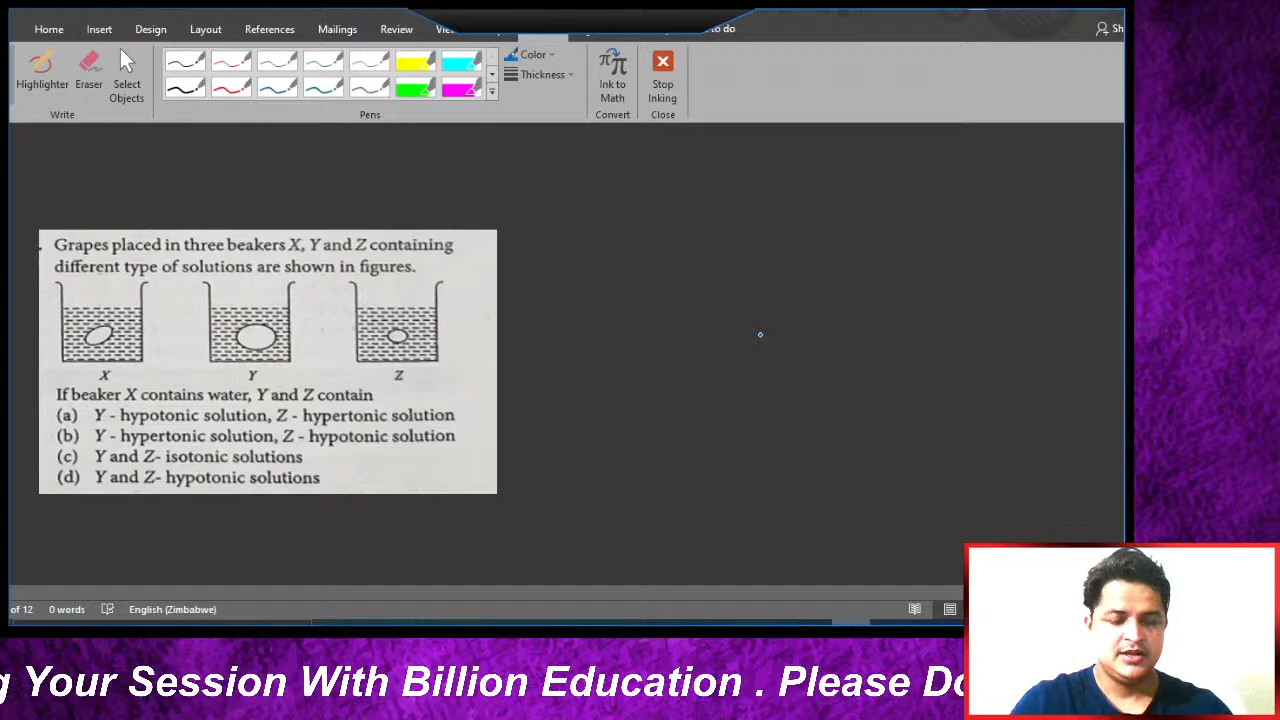 Home Insert Design Layout References Mailings Review to do
Highlighter Eraser Select Objects
Color
Thickness
Ink to Math
Stop Inking
Write Pens Convert Close
. Grapes placed in three beakers X, Y and Z containing
different type of solutions are shown in figures.
X Y Z
If beaker X contains water, Y and Z contain
(a) Y - hypotonic solution, Z - hypertonic solution
(b) Y - hypertonic solution, Z - hypotonic solution
(c) Y and Z- isotonic solutions
(d) Y and Z- hypotonic solutions
of 12 0 words English (Zimbabwe)
g Your Session With Billion Education . Please Do